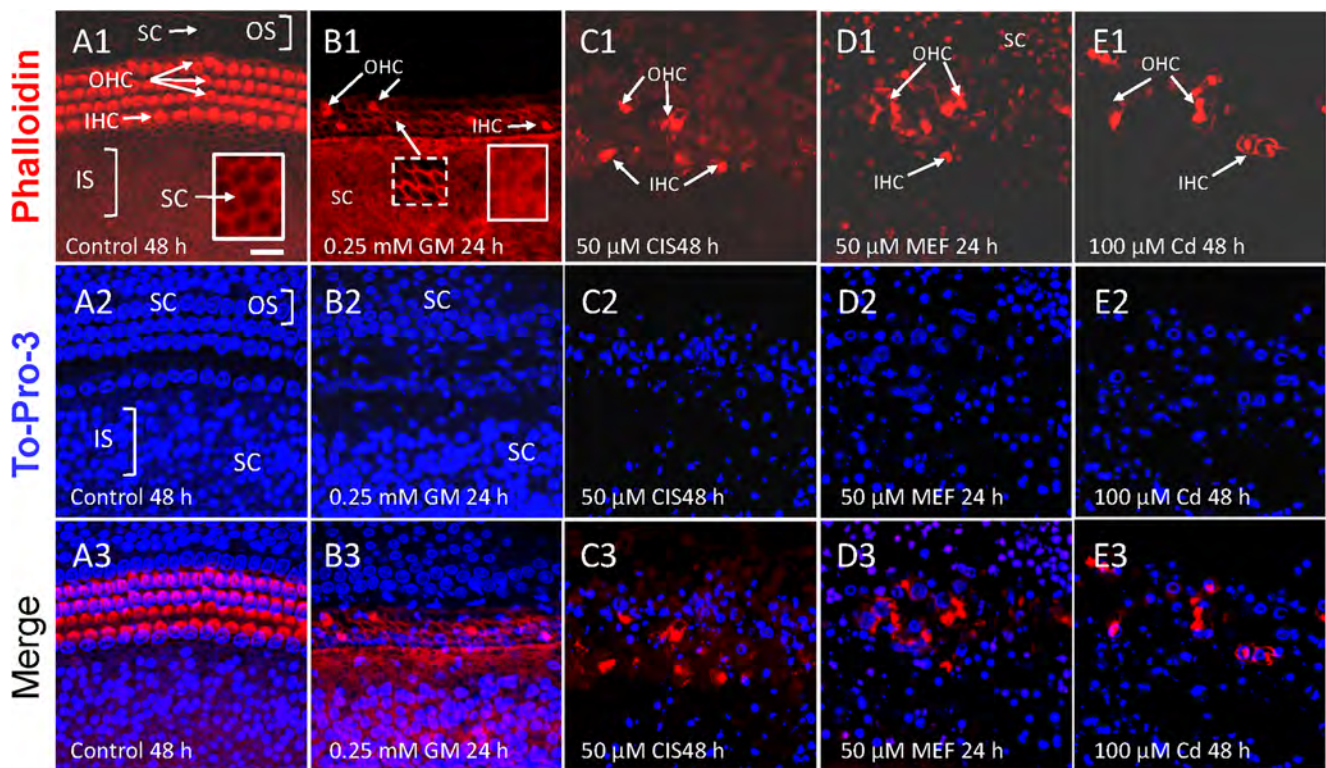 Phalloidin
A1
SC
OS
OHC
IHC
IS
SC
Control 48 h
B1
OHC
IHC
SC
0.25 mM GM 24 h
C1
OHC
IHC
50 µM CIS48 h
D1
SC
OHC
IHC
50 µM MEF 24 h
E1
OHC
IHC
100 µM Cd 48 h
To-Pro-3
A2
SC
OS
IS
SC
Control 48 h
B2
SC
SC
0.25 mM GM 24 h
C2
50 µM CIS48 h
D2
50 µM MEF 24 h
E2
100 µM Cd 48 h
Merge
A3
Control 48 h
B3
0.25 mM GM 24 h
C3
50 µM CIS48 h
D3
50 µM MEF 24 h
E3
100 µM Cd 48 h